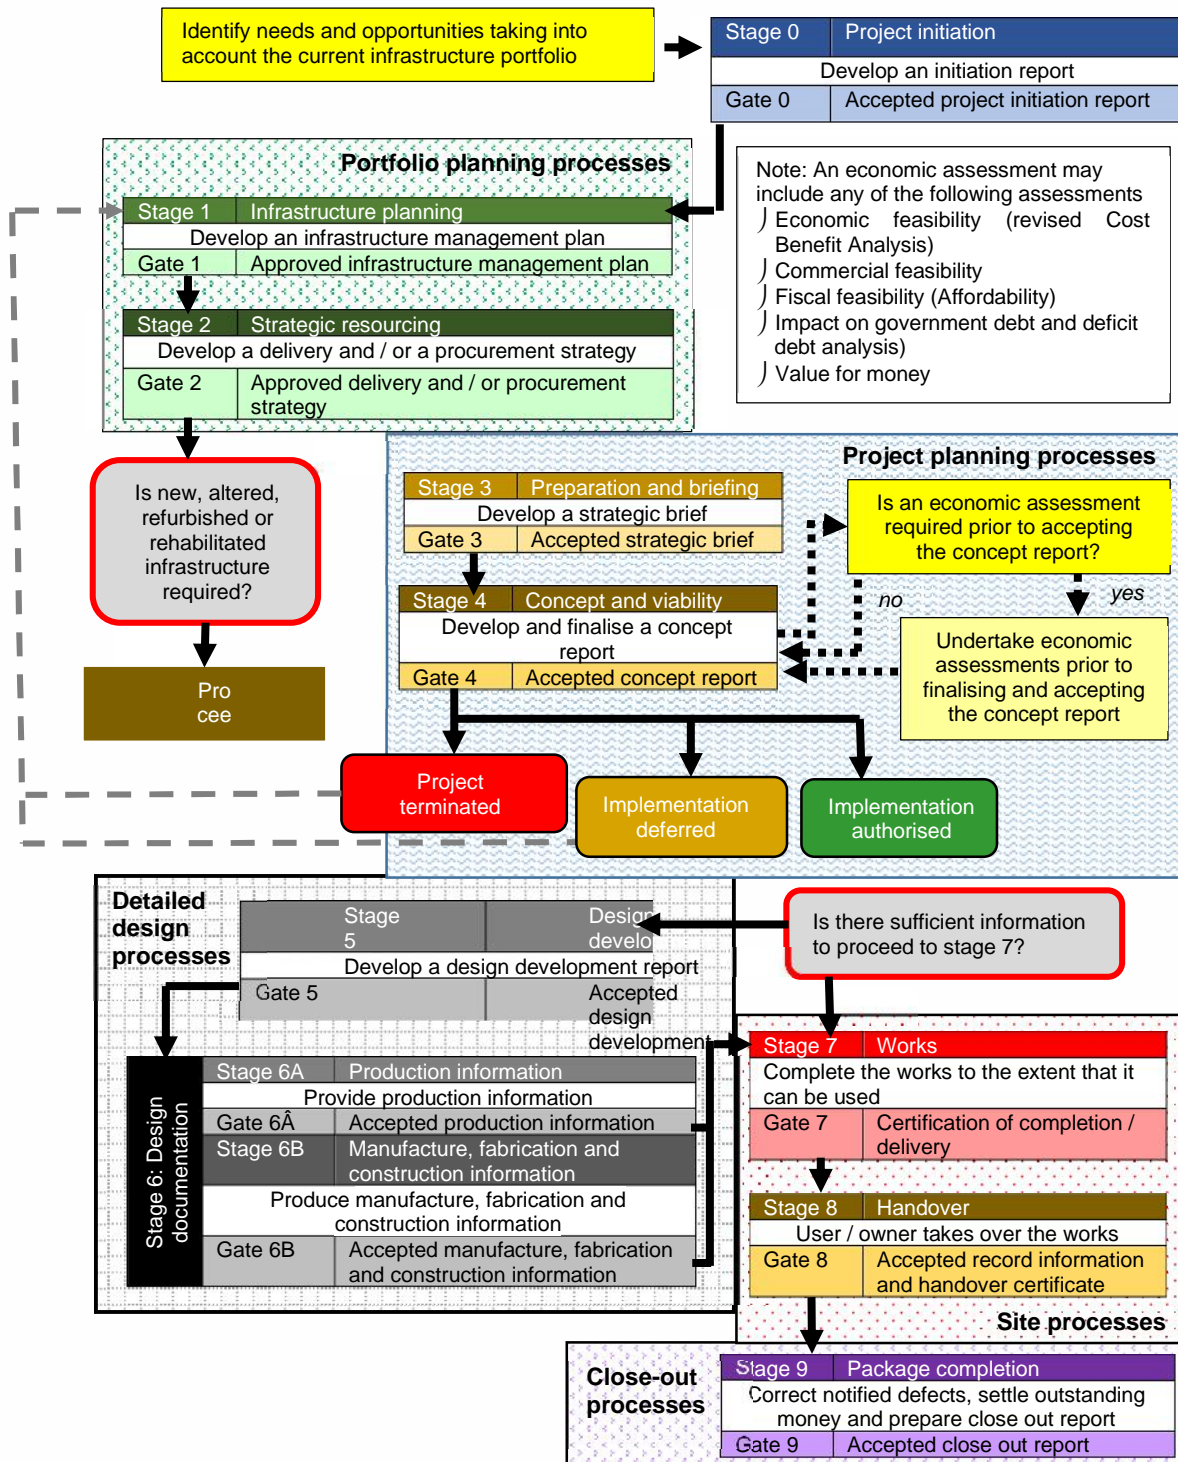 Identify needs and opportunities taking into
account the current infrastructure portfolio
Stage 0 Project initiation
Develop an initiation report
Gate 0 Accepted project initiation report
Portfolio planning processes
Stage 1 Infrastructure planning
Develop an infrastructure management plan
Gate 1 Approved infrastructure management plan
Stage 2 Strategic resourcing
Develop a delivery and / or a procurement strategy
Gate 2 Approved delivery and / or procurement
strategy
Note: An economic assessment may
include any of the following assessments
⌡ Economic feasibility (revised Cost
Benefit Analysis)
⌡ Commercial feasibility
⌡ Fiscal feasibility (Affordability)
⌡ Impact on government debt and deficit
debt analysis)
⌡ Value for money
Is new, altered,
refurbished or
rehabilitated
infrastructure
required?
Pro
cee
Project planning processes
Stage 3 Preparation and briefing
Develop a strategic brief
Gate 3 Accepted strategic brief
Stage 4 Concept and viability
Develop and finalise a concept
report
Gate 4 Accepted concept report
Is an economic assessment
required prior to accepting
the concept report?
no
yes
Undertake economic
assessments prior to
finalising and accepting
the concept report
Project
terminated
Implementation
deferred
Implementation
authorised
Detailed
design
processes
Stage
5
Design
develo
Develop a design development report
Gate 5
Accepted
design
development
Stage 6: Design
documentation
Stage 6A Production information
Provide production information
Gate 6Â Accepted production information
Stage 6B Manufacture, fabrication and
construction information
Produce manufacture, fabrication and
construction information
Gate 6B Accepted manufacture, fabrication
and construction information
Is there sufficient information
to proceed to stage 7?
Stage 7 Works
Complete the works to the extent that it
can be used
Gate 7 Certification of completion /
delivery
Stage 8 Handover
User / owner takes over the works
Gate 8 Accepted record information
and handover certificate
Site processes
Close-out
processes
Stage 9 Package completion
Correct notified defects, settle outstanding
money and prepare close out report
Gate 9 Accepted close out report